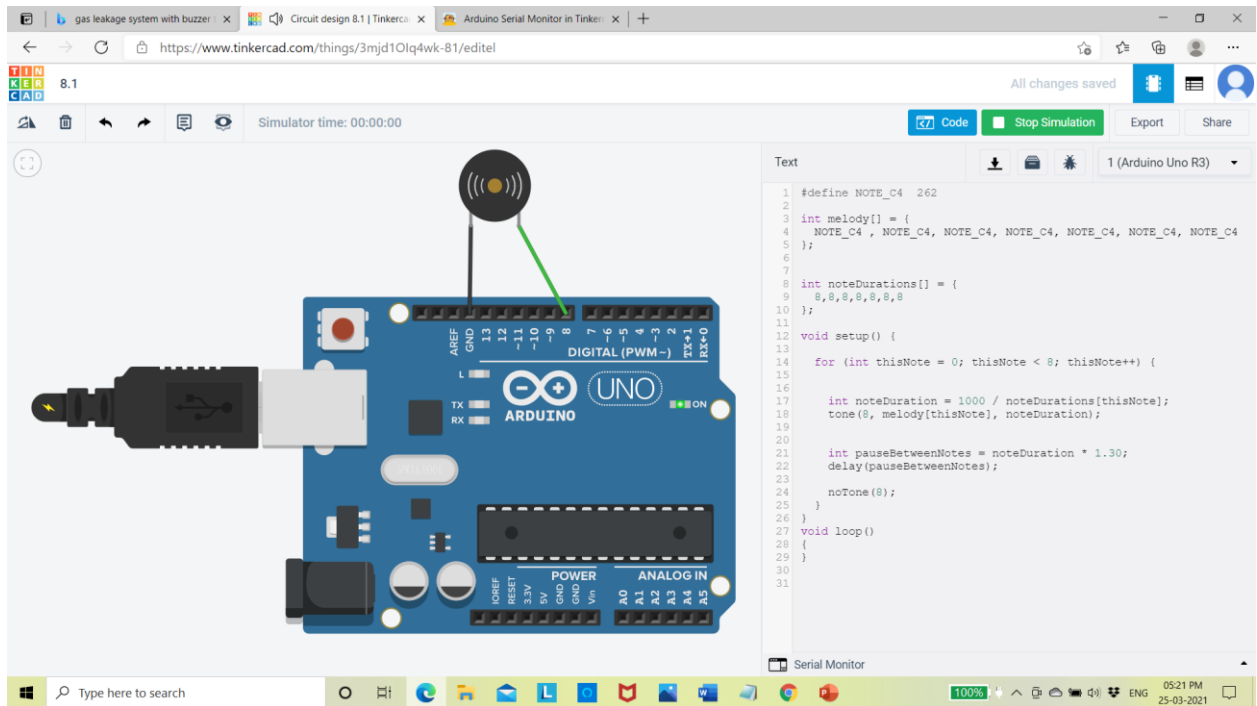 gas leakage system with buzzer
Circuit design 8.1 | Tinkerca
Arduino Serial Monitor in Tinker
https://www.tinkercad.com/things/3mjd1OIq4wk-81/editel
TIN
KER
CAD
8.1
All changes saved
Simulator time: 00:00:00
Code
Stop Simulation
Export
Share
Text
1 (Arduino Uno R3)
1 #define NOTE_C4 262
2
3 int melody[] = {
4 NOTE_C4 , NOTE_C4, NOTE_C4, NOTE_C4, NOTE_C4, NOTE_C4, NOTE_C4
5 };
6
7
8 int noteDurations[] = {
9 8,8,8,8,8,8,8
10 };
11
12 void setup() {
13
14 for (int thisNote = 0; thisNote < 8; thisNote++) {
15
16
17 int noteDuration = 1000 / noteDurations[thisNote];
18 tone(8, melody[thisNote], noteDuration);
19
20
21 int pauseBetweenNotes = noteDuration * 1.30;
22 delay(pauseBetweenNotes);
23
24 noTone(8);
25 }
26 }
27 void loop()
28 {
29 }
30
31
AREF
GND
13
12
~11
~10
~9
8
7
~6
~5
4
~3
2
TX→1
RX←0
DIGITAL (PWM~)
L
TX
RX
UNO
ARDUINO
ON
IOREF
RESET
3.3V
5V
GND
GND
Vin
POWER
ANALOG IN
A0
A1
A2
A3
A4
A5
Serial Monitor
Type here to search
100%
ENG
05:21 PM
25-03-2021